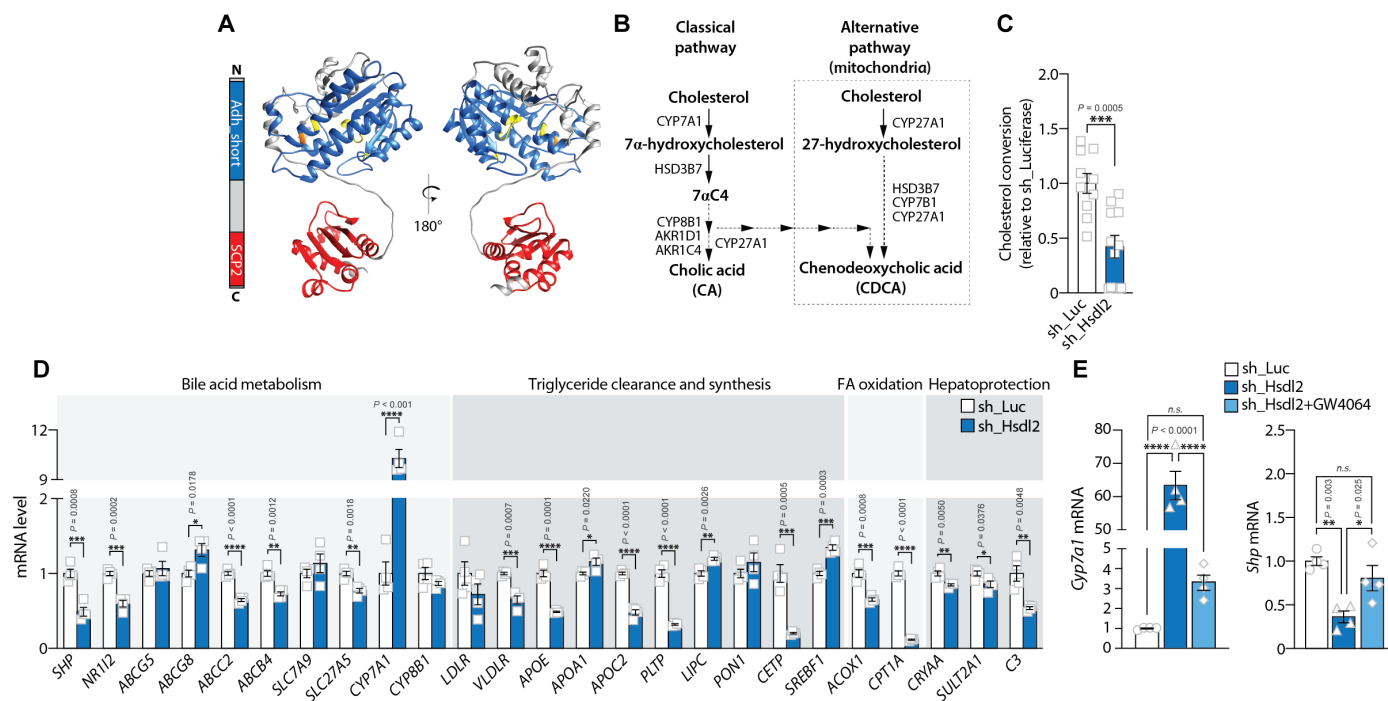 A
N
Adh_short
SCP2
C
180°
B
Classical
pathway
Alternative
pathway
(mitochondria)
Cholesterol
CYP7A1
7α-hydroxycholesterol
HSD3B7
7αC4
CYP8B1
AKR1D1
AKR1C4
CYP27A1
Cholic acid
(CA)
Cholesterol
CYP27A1
27-hydroxycholesterol
HSD3B7
CYP7B1
CYP27A1
Chenodeoxycholic acid
(CDCA)
C
Cholesterol conversion
(relative to sh_Luciferase)
2.0
1.5
1.0
0.5
0
P = 0.0005
***
sh_Luc
sh_Hsdl2
D
Bile acid metabolism
Triglyceride clearance and synthesis
FA oxidation
Hepatoprotection
sh_Luc
sh_Hsdl2
mRNA level
12
9
2
1
0
P = 0.0008
***
P = 0.0002
***
P = 0.0178
*
P < 0.0001
****
P = 0.0012
**
P = 0.0018
**
P < 0.001
****
P = 0.0007
***
P = 0.0001
****
P = 0.0220
*
P < 0.0001
****
P < 0.0001
****
P = 0.0026
**
P = 0.0005
***
P = 0.0003
***
P = 0.0008
***
P < 0.0001
****
P = 0.0050
**
P = 0.0376
*
P = 0.0048
**
SHP
NR1I2
ABCG5
ABCG8
ABCC2
ABCB4
SLC7A9
SLC27A5
CYP7A1
CYP8B1
LDLR
VLDLR
APOE
APOA1
APOC2
PLTP
LIPC
PON1
CETP
SREBF1
ACOX1
CPT1A
CRYAA
SULT2A1
C3
E
sh_Luc
sh_Hsdl2
sh_Hsdl2+GW4064
Cyp7a1 mRNA
80
70
60
50
5
4
3
2
1
0
n.s.
P < 0.0001
****
****
Shp mRNA
2.5
2.0
1.5
1.0
0.5
0
n.s.
P = 0.003
**
P = 0.025
*